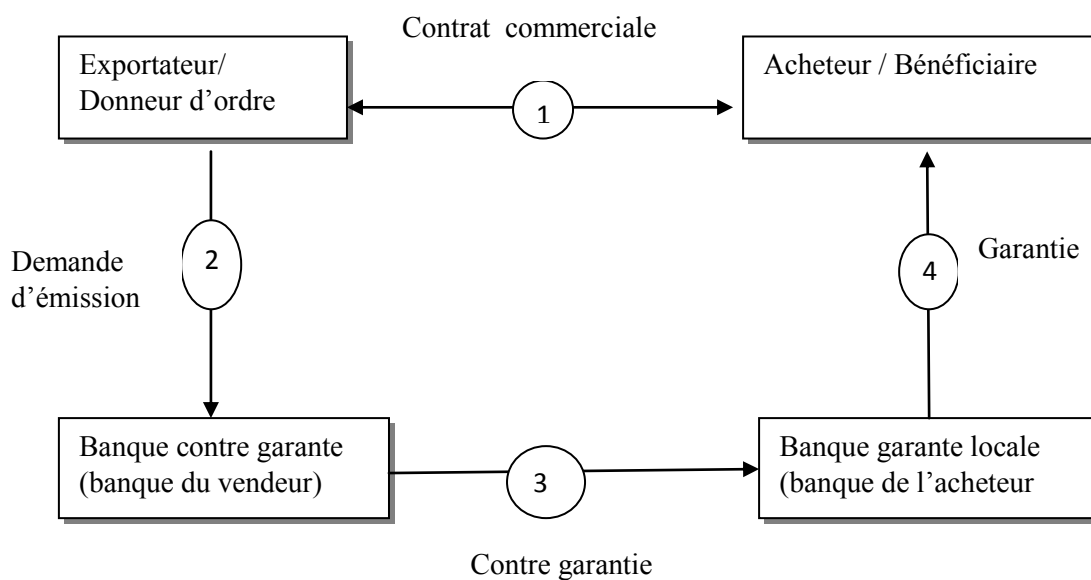 Contrat commerciale
Exportateur/
Donneur d’ordre
1
Acheteur / Bénéficiaire
Demande
d’émission
2
4
Garantie
Banque contre garante
(banque du vendeur)
3
Banque garante locale
(banque de l’acheteur
Contre garantie